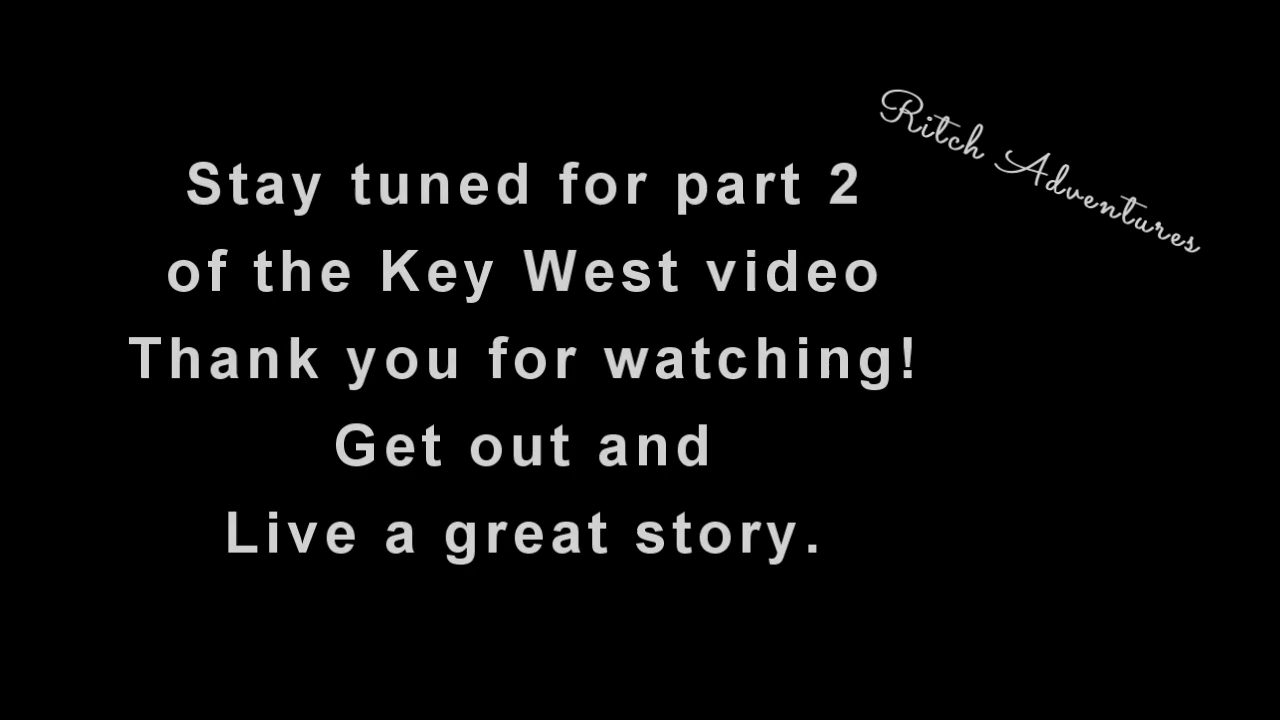 Ritch Adventures
Stay tuned for part 2
of the Key West video
Thank you for watching!
Get out and
Live a great story.